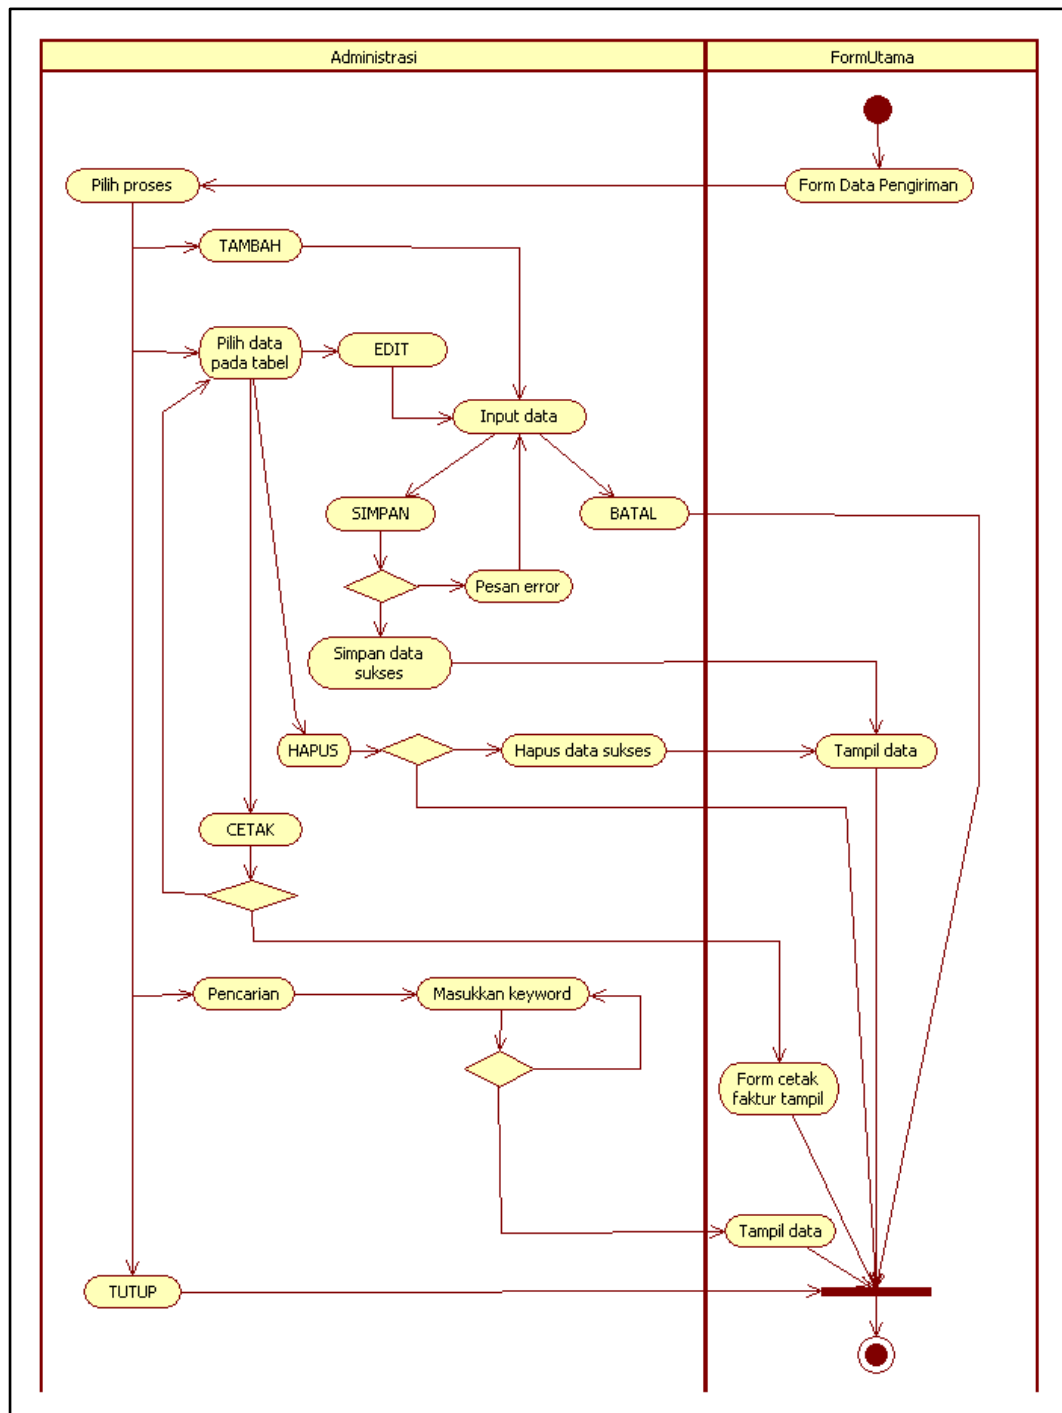 Administrasi
FormUtama
Pilih proses
Form Data Pengiriman
TAMBAH
Pilih data
pada tabel
EDIT
Input data
SIMPAN
BATAL
Pesan error
Simpan data
sukses
HAPUS
Hapus data sukses
Tampil data
CETAK
Pencarian
Masukkan keyword
Form cetak
faktur tampil
Tampil data
TUTUP